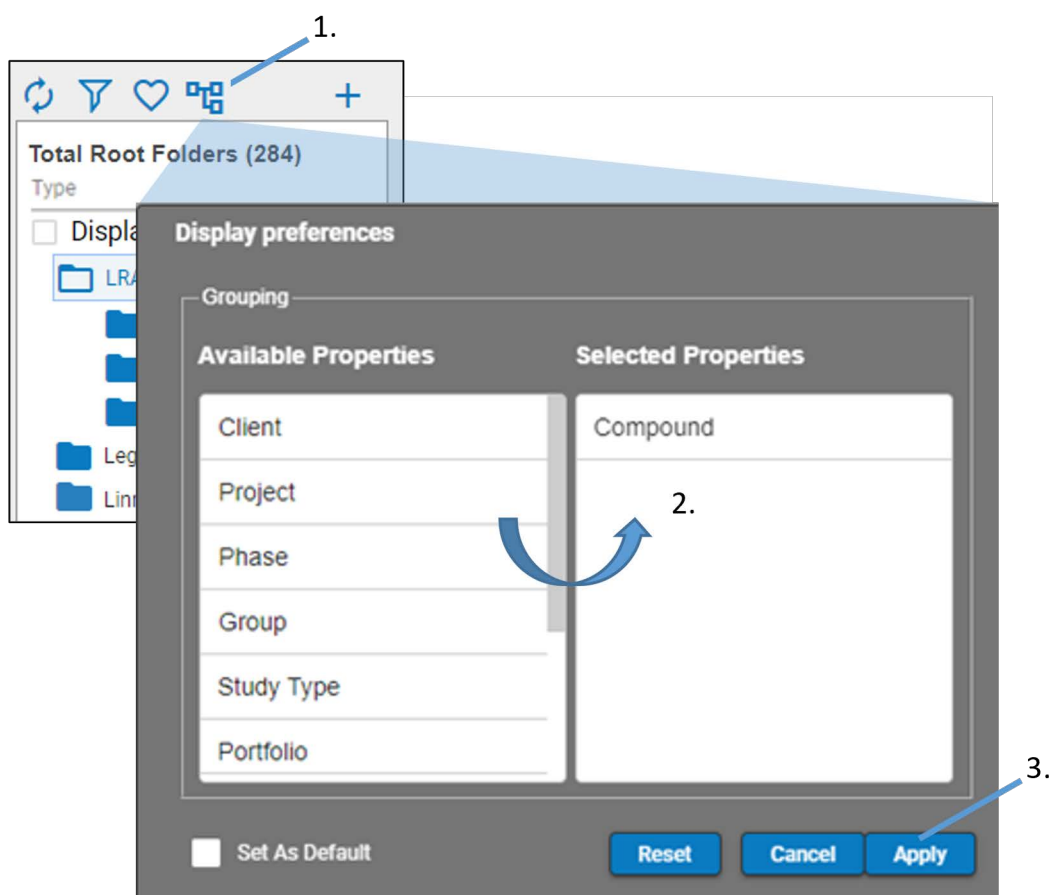 1.
Total Root Folders (284)
Type
Display preferences
Grouping
Available Properties
Selected Properties
Client
Compound
Project
2.
Phase
Group
Study Type
Portfolio
3.
Set As Default
Reset
Cancel
Apply